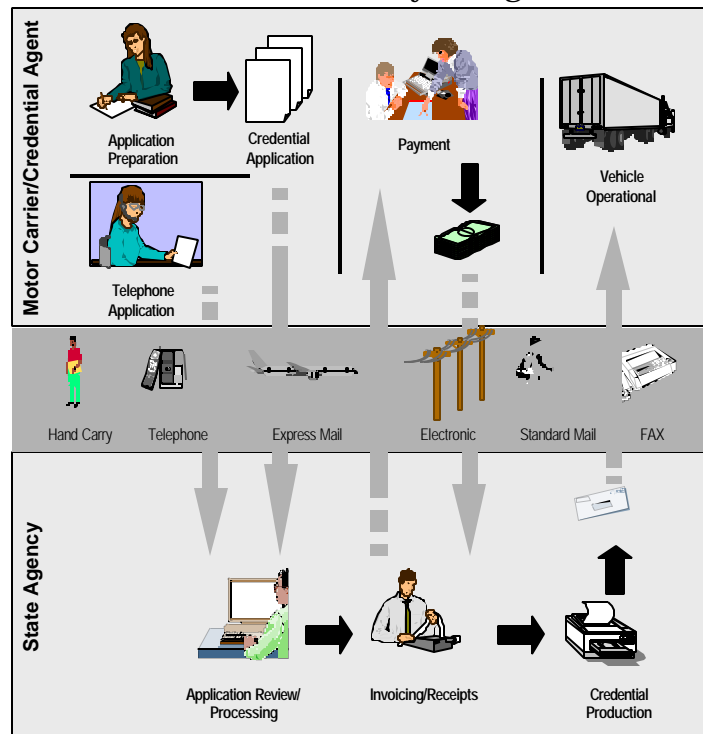 Motor Carrier/Credential Agent
Application
Preparation
Credential
Application
Payment
Vehicle
Operational
Telephone
Application
Hand Carry
Telephone
Express Mail
Electronic
Standard Mail
FAX
State Agency
Application Review/
Processing
Invoicing/Receipts
Credential
Production